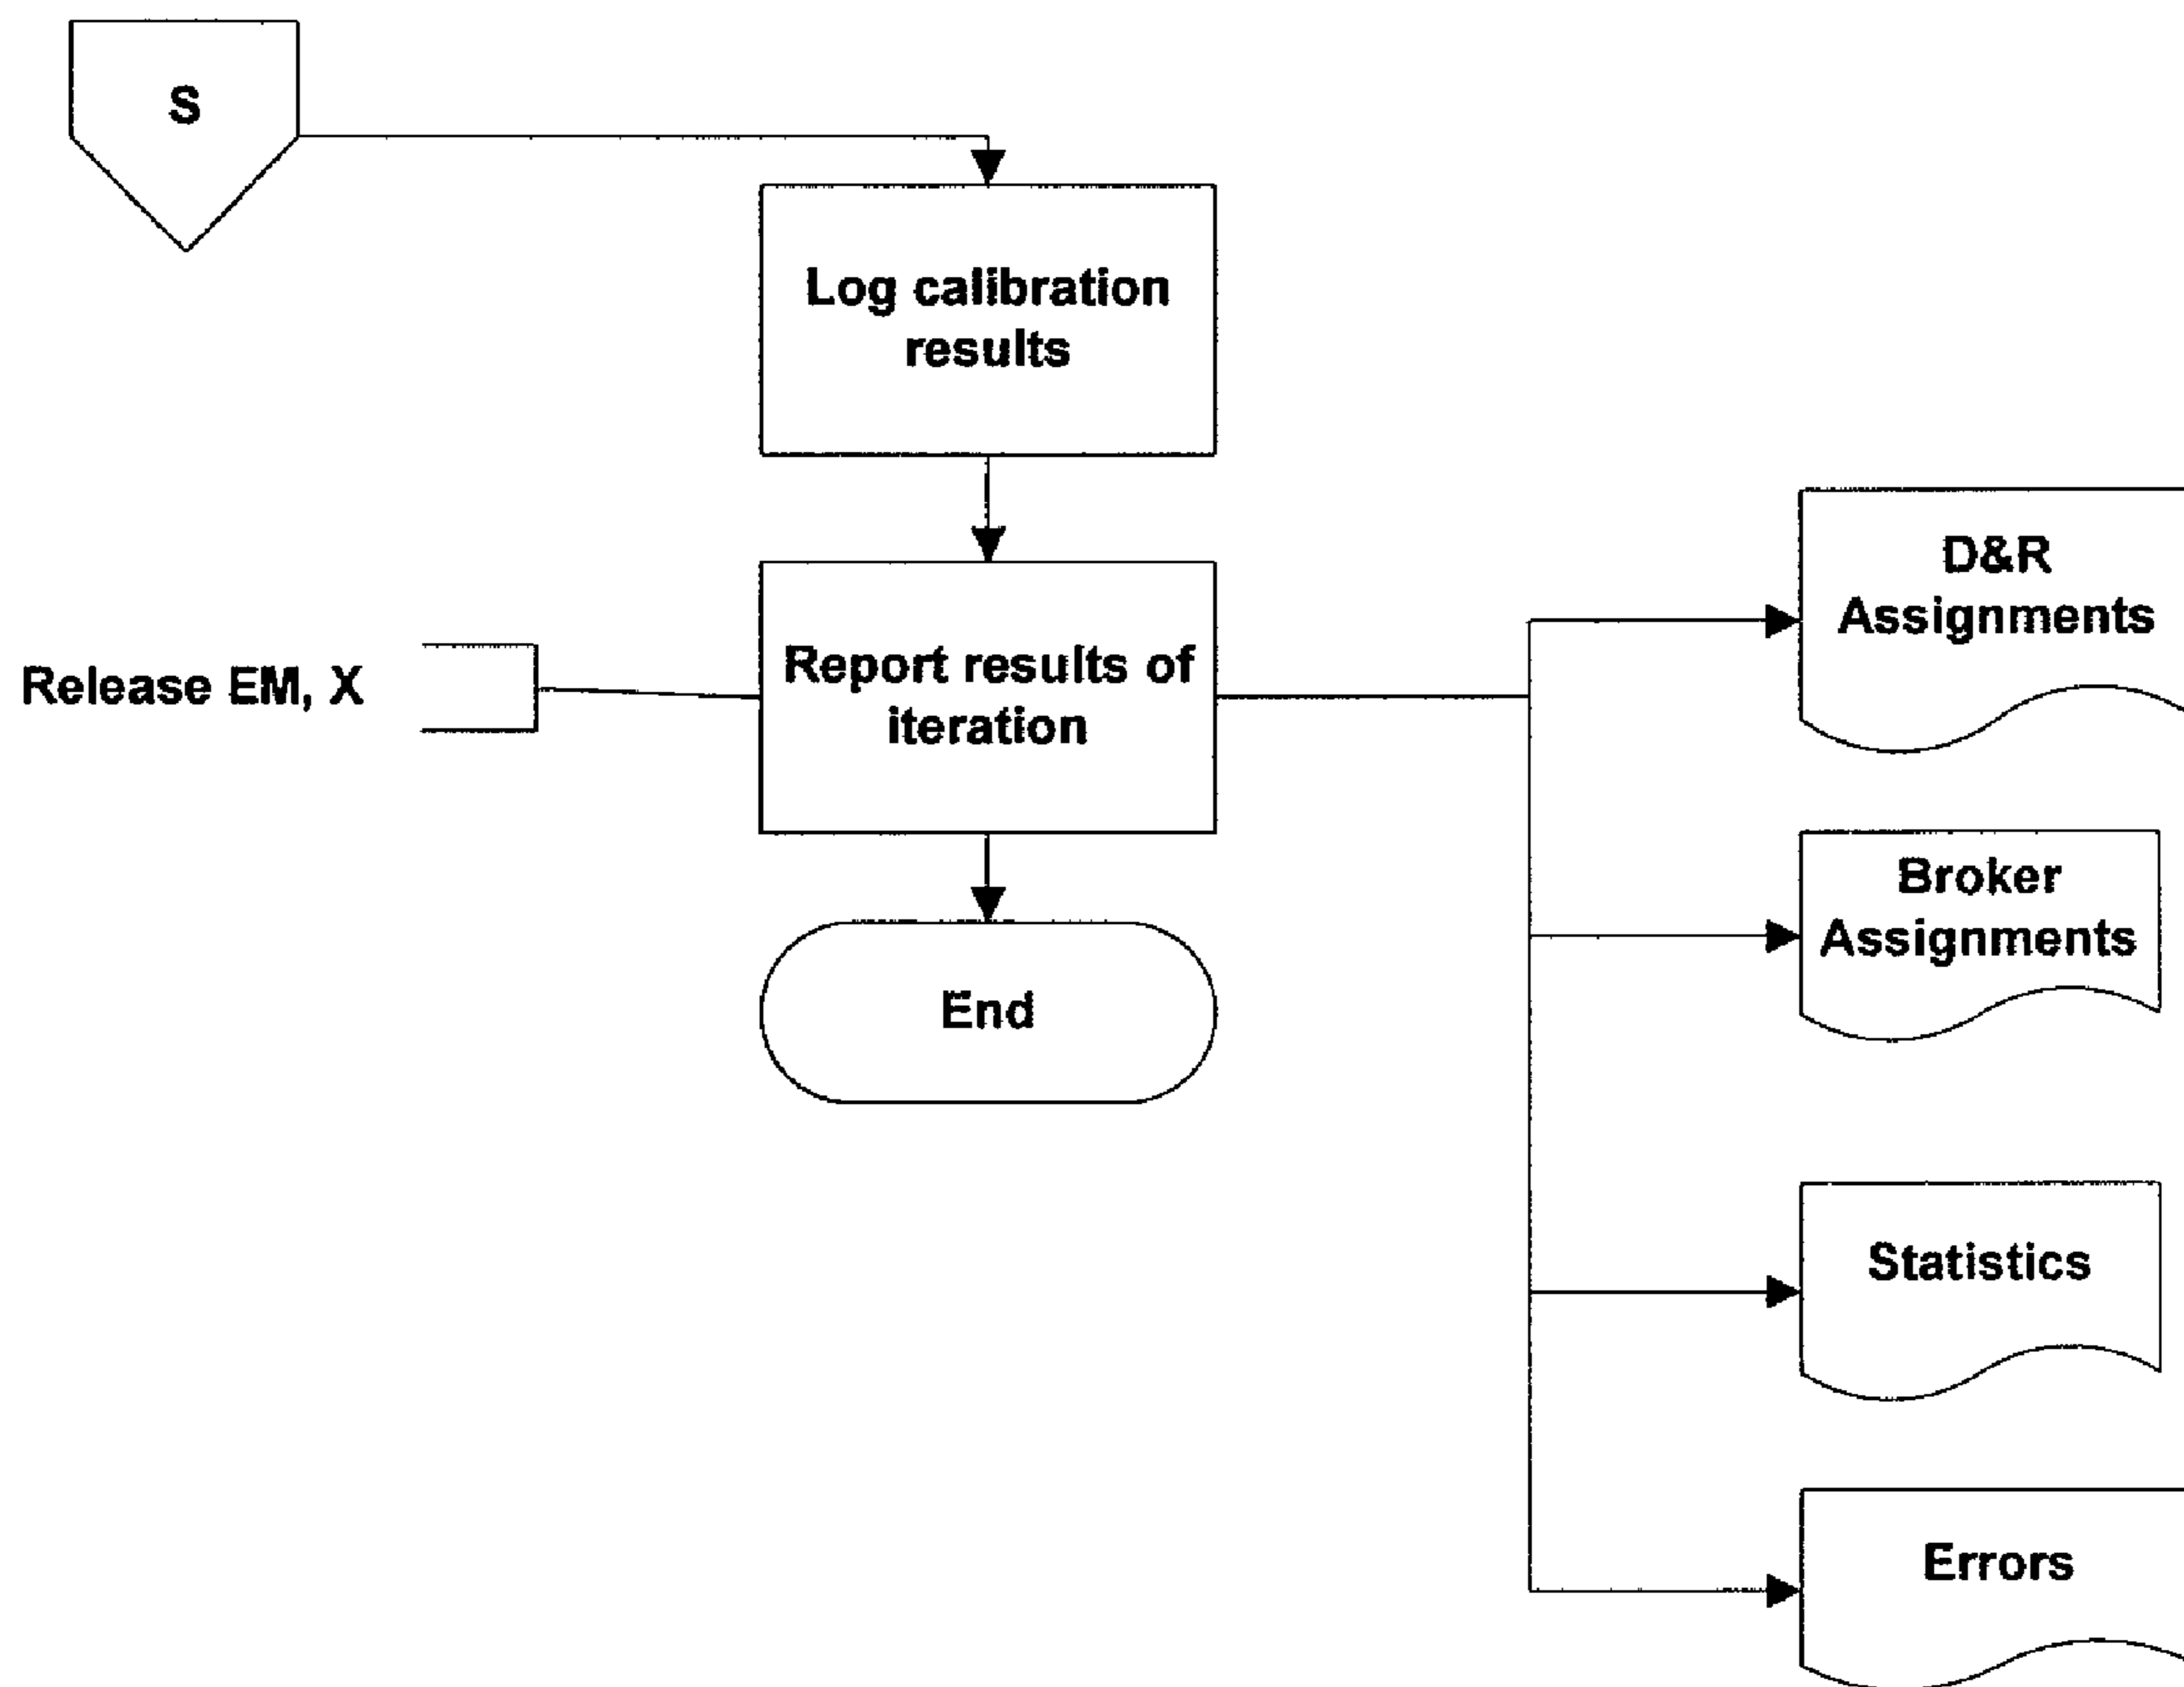 S
Log calibration
results
Release EM, X
Report results of
iteration
End
D&R
Assignments
Broker
Assignments
Statistics
Errors